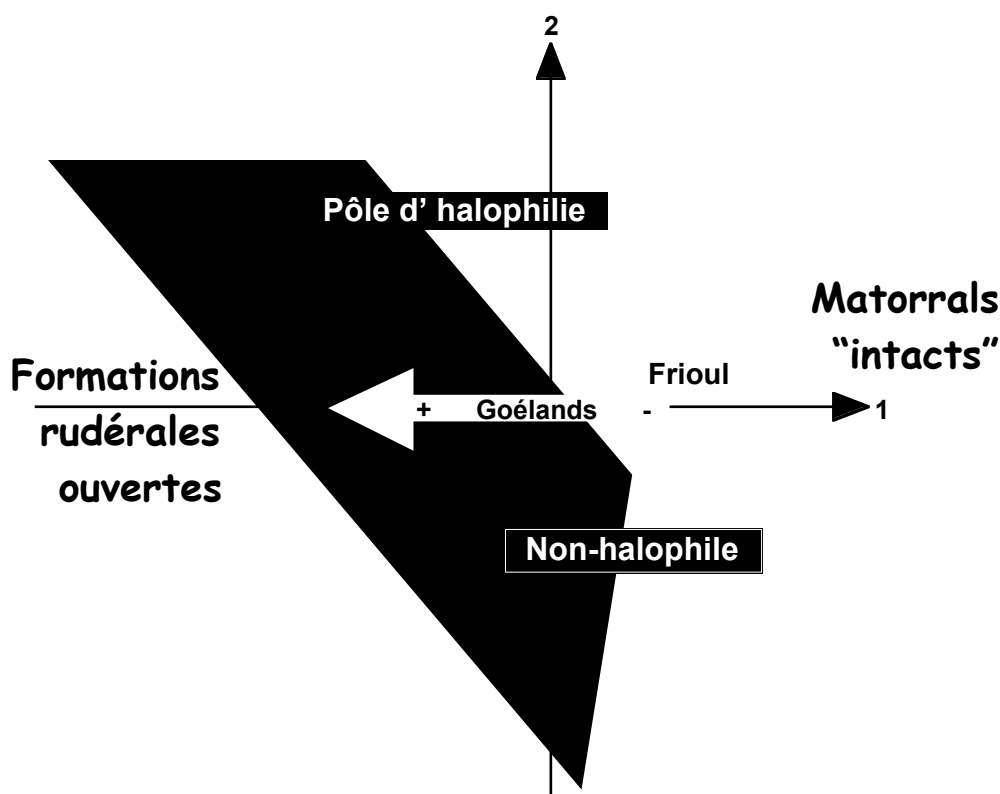 2
Pôle d' halophilie
Matorrals
“intacts”
Frioul
Formations
rudérales
ouvertes
+ Goélands -
1
Non-halophile